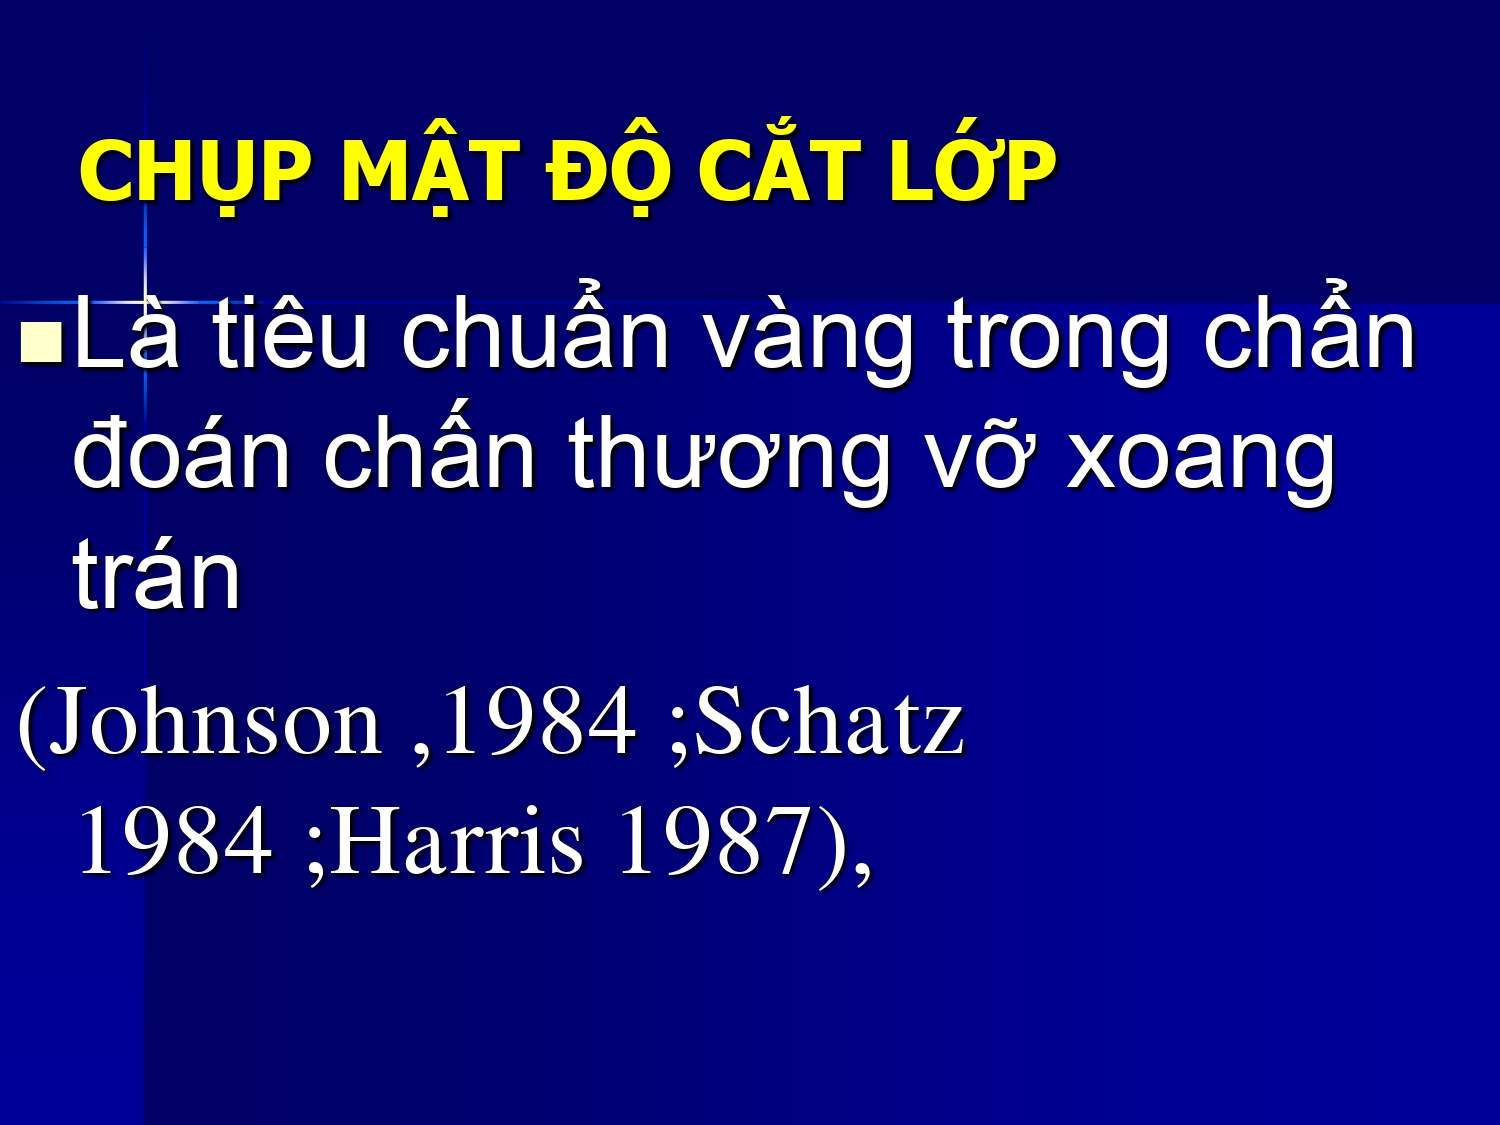 CHỤP MẬT ĐỘ CẮT LỚP
Là tiêu chuẩn vàng trong chẩn
đoán chấn thương vỡ xoang
trán
(Johnson ,1984 ;Schatz
1984 ;Harris 1987),